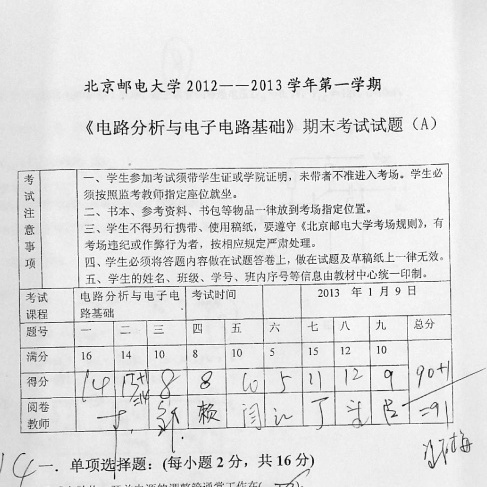 北京邮电大学 2012——2013 学年第一学期
《电路分析与电子电路基础》期末考试试题（A）
考试注意事项
一、学生参加考试须带学生证或学院证明，未带者不准进入考场。学生必
须按照监考教师指定座位就坐。
二、书本、参考资料、书包等物品一律放到考场指定位置。
三、学生不得另行携带、使用稿纸，要遵守《北京邮电大学考场规则》，有
考场违纪或作弊行为者，按相应规定严肃处理。
四、学生必须将答题内容做在试题答卷上，做在试题及草稿纸上一律无效。
五、学生的姓名、班级、学号、班内序号等信息由教材中心统一印制。
考试课程 电路分析与电子电路基础 考试时间 2013 年 1 月 9 日
题号 一 二 三 四 五 六 七 八 九 总分
满分 16 14 10 8 10 5 15 12 10
得分 14 13+1=14 8 8 10 5 11 12 9 90+1=91
阅卷教师 赖 闫 丁
14 一．单项选择题：(每小题 2 分，共 16 分)